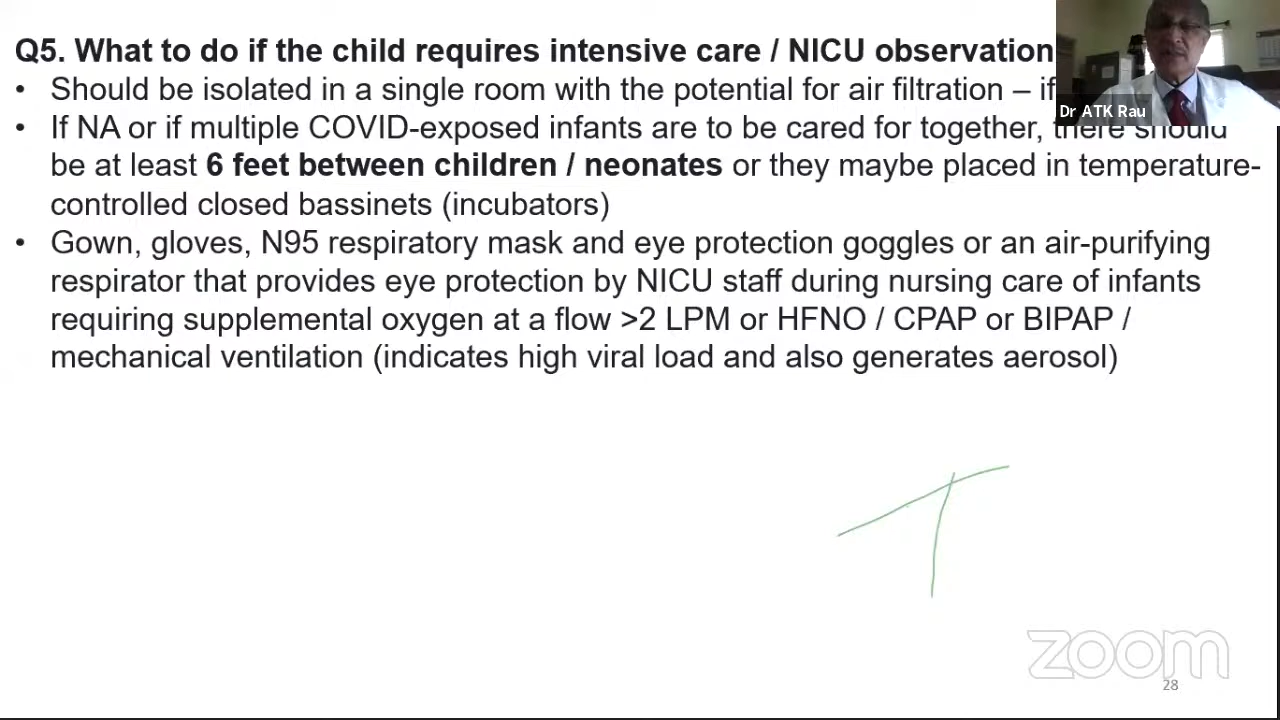 Q5. What to do if the child requires intensive care / NICU observation
• Should be isolated in a single room with the potential for air filtration – if
Dr ATK Rau
• If NA or if multiple COVID-exposed infants are to be cared for together, there should
be at least 6 feet between children / neonates or they maybe placed in temperature-
controlled closed bassinets (incubators)
• Gown, gloves, N95 respiratory mask and eye protection goggles or an air-purifying
respirator that provides eye protection by NICU staff during nursing care of infants
requiring supplemental oxygen at a flow >2 LPM or HFNO / CPAP or BIPAP /
mechanical ventilation (indicates high viral load and also generates aerosol)
zoom
28